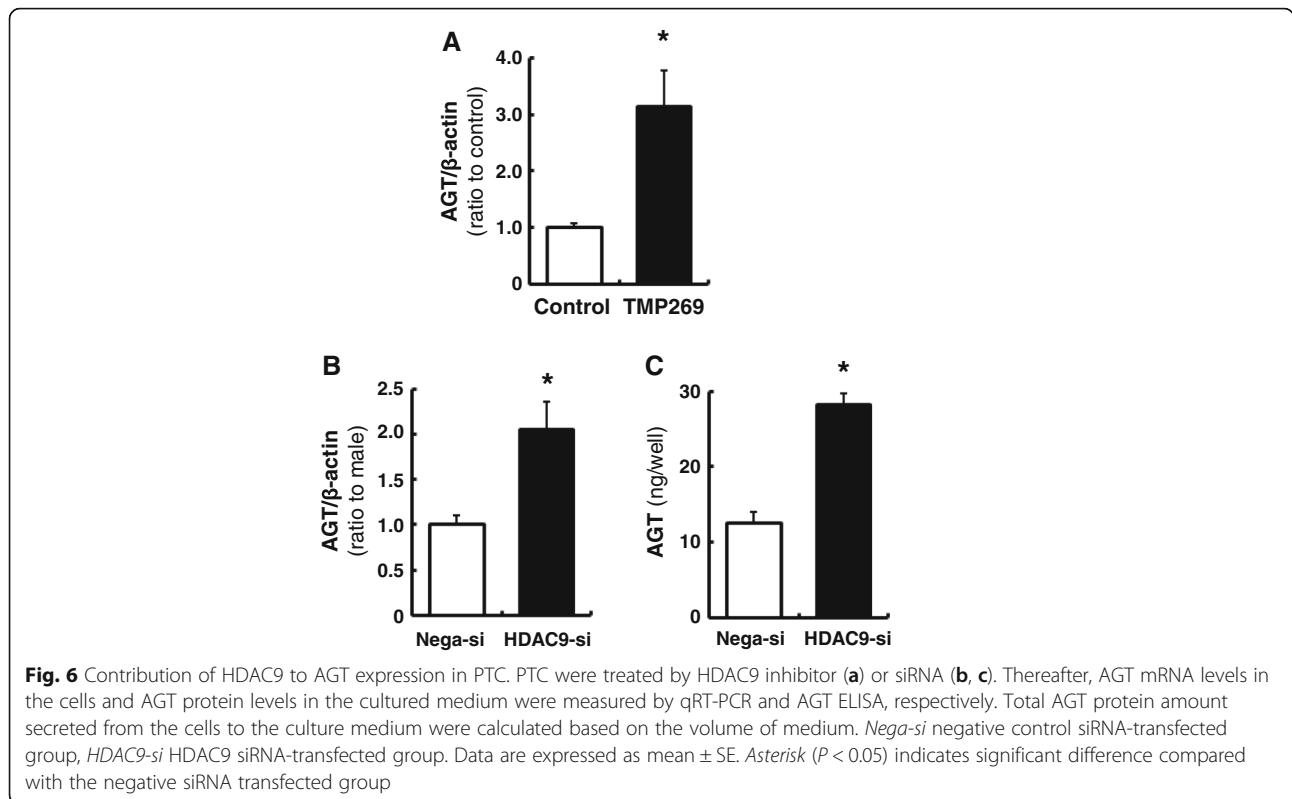 A
*
4.0
3.0
2.0
1.0
0
AGT/β-actin
(ratio to control)
Control TMP269
B
*
2.5
2.0
1.5
1.0
0.5
0
AGT/β-actin
(ratio to male)
Nega-si HDAC9-si
C
*
30
20
10
0
AGT (ng/well)
Nega-si HDAC9-si
Fig. 6 Contribution of HDAC9 to AGT expression in PTC. PTC were treated by HDAC9 inhibitor (a) or siRNA (b, c). Thereafter, AGT mRNA levels in
the cells and AGT protein levels in the cultured medium were measured by qRT-PCR and AGT ELISA, respectively. Total AGT protein amount
secreted from the cells to the culture medium were calculated based on the volume of medium. Nega-si negative control siRNA-transfected
group, HDAC9-si HDAC9 siRNA-transfected group. Data are expressed as mean ± SE. Asterisk (P < 0.05) indicates significant difference compared
with the negative siRNA transfected group